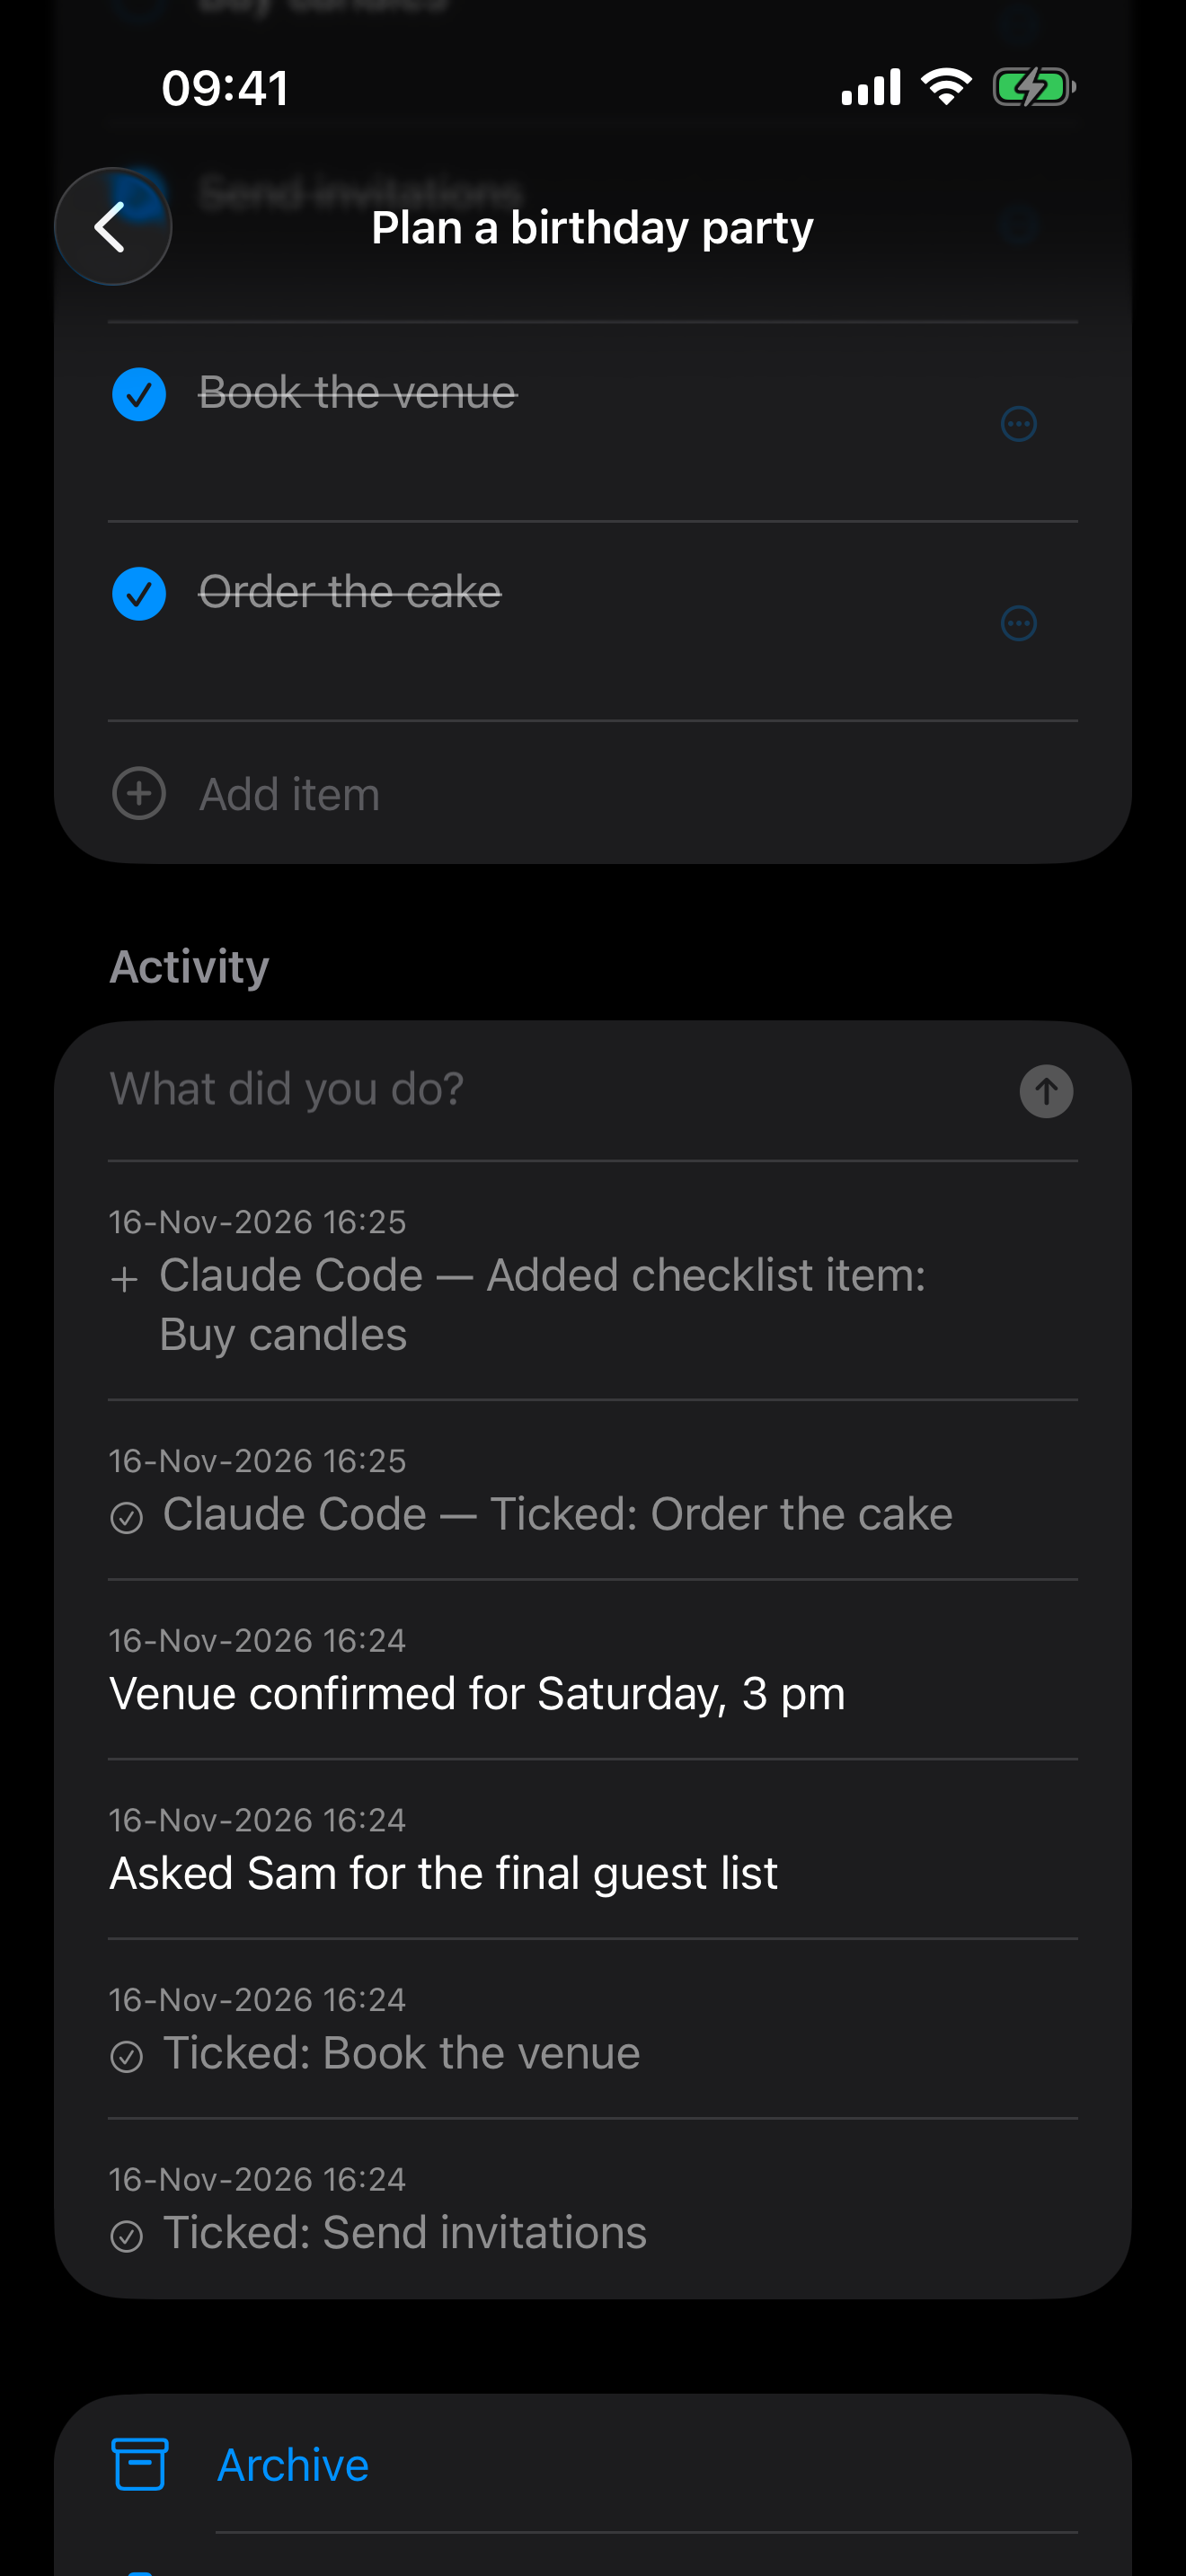 09:41
Send invitations
Plan a birthday party
Book the venue
Order the cake
Add item
Activity
What did you do?
16-Nov-2026 16:25
Claude Code — Added checklist item:
Buy candles
16-Nov-2026 16:25
Claude Code — Ticked: Order the cake
16-Nov-2026 16:24
Venue confirmed for Saturday, 3 pm
16-Nov-2026 16:24
Asked Sam for the final guest list
16-Nov-2026 16:24
Ticked: Book the venue
16-Nov-2026 16:24
Ticked: Send invitations
Archive